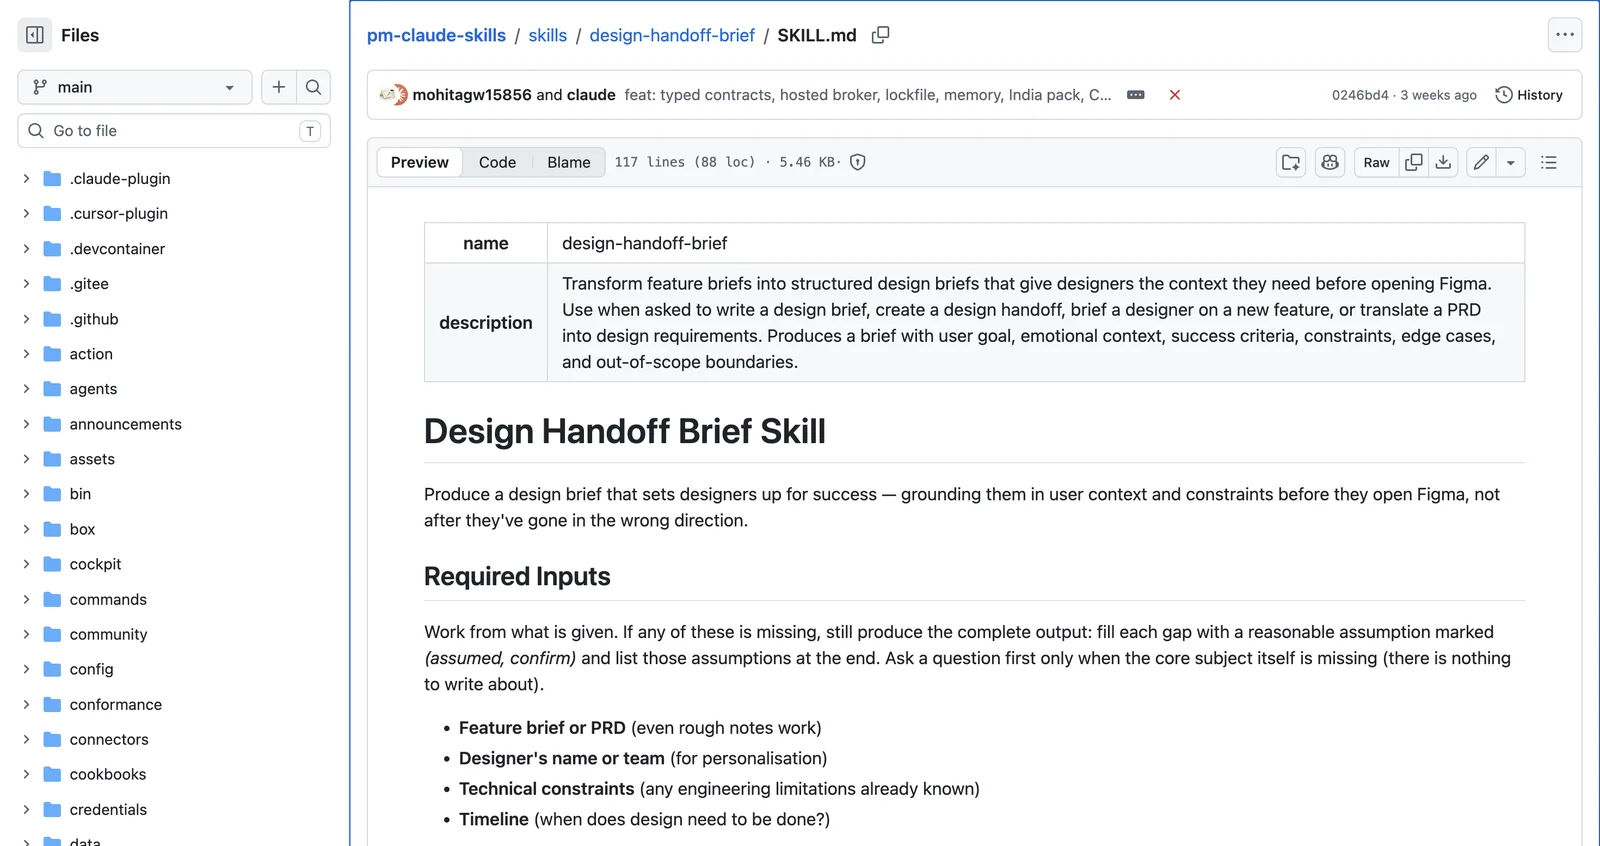 Files
main
Go to file
T
.claude-plugin
.cursor-plugin
.devcontainer
.gitee
.github
action
agents
announcements
assets
bin
box
cockpit
commands
community
config
conformance
connectors
cookbooks
credentials
data
pm-claude-skills / skills / design-handoff-brief / SKILL.md
mohitagw15856 and claude feat: typed contracts, hosted broker, lockfile, memory, India pack, C...
0246bd4 · 3 weeks ago
History
Preview Code Blame 117 lines (88 loc) · 5.46 KB
Raw
name design-handoff-brief
description
Transform feature briefs into structured design briefs that give designers the context they need before opening Figma.
Use when asked to write a design brief, create a design handoff, brief a designer on a new feature, or translate a PRD
into design requirements. Produces a brief with user goal, emotional context, success criteria, constraints, edge cases,
and out-of-scope boundaries.
Design Handoff Brief Skill
Produce a design brief that sets designers up for success — grounding them in user context and constraints before they open Figma, not
after they've gone in the wrong direction.
Required Inputs
Work from what is given. If any of these is missing, still produce the complete output: fill each gap with a reasonable assumption marked
(assumed, confirm) and list those assumptions at the end. Ask a question first only when the core subject itself is missing (there is nothing
to write about).
• Feature brief or PRD (even rough notes work)
• Designer's name or team (for personalisation)
• Technical constraints (any engineering limitations already known)
• Timeline (when does design need to be done?)